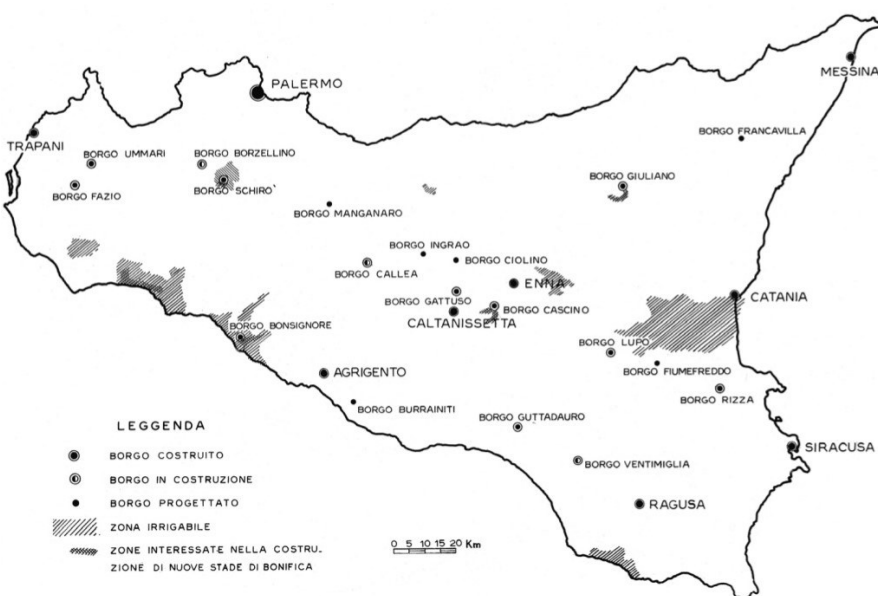 MESSINA
PALERMO
BORGO FRANCAVILLA
TRAPANI
BORGO UMMARI
BORGO BORZELLINO
BORGO FAZIO
BORGO SCHIRO'
BORGO GIULIANO
BORGO MANGANARO
BORGO INGRAO
BORGO CIOLINO
BORGO CALLEA
ENNA
CATANIA
BORGO GATTUSO
BORGO CASCINO
CALTANISSETTA
BORGO BONSIGNORE
BORGO LUPO
BORGO FIUMEFREDDO
AGRIGENTO
BORGO RIZZA
BORGO BURRAINITI
BORGO GUTTADAURO
SIRACUSA
BORGO VENTIMIGLIA
RAGUSA
LEGGENDA
BORGO COSTRUITO
BORGO IN COSTRUZIONE
BORGO PROGETTATO
ZONA IRRIGABILE
ZONE INTERESSATE NELLA COSTRU-
ZIONE DI NUOVE STADE DI BONIFICA
0 5 10 15 20 Km